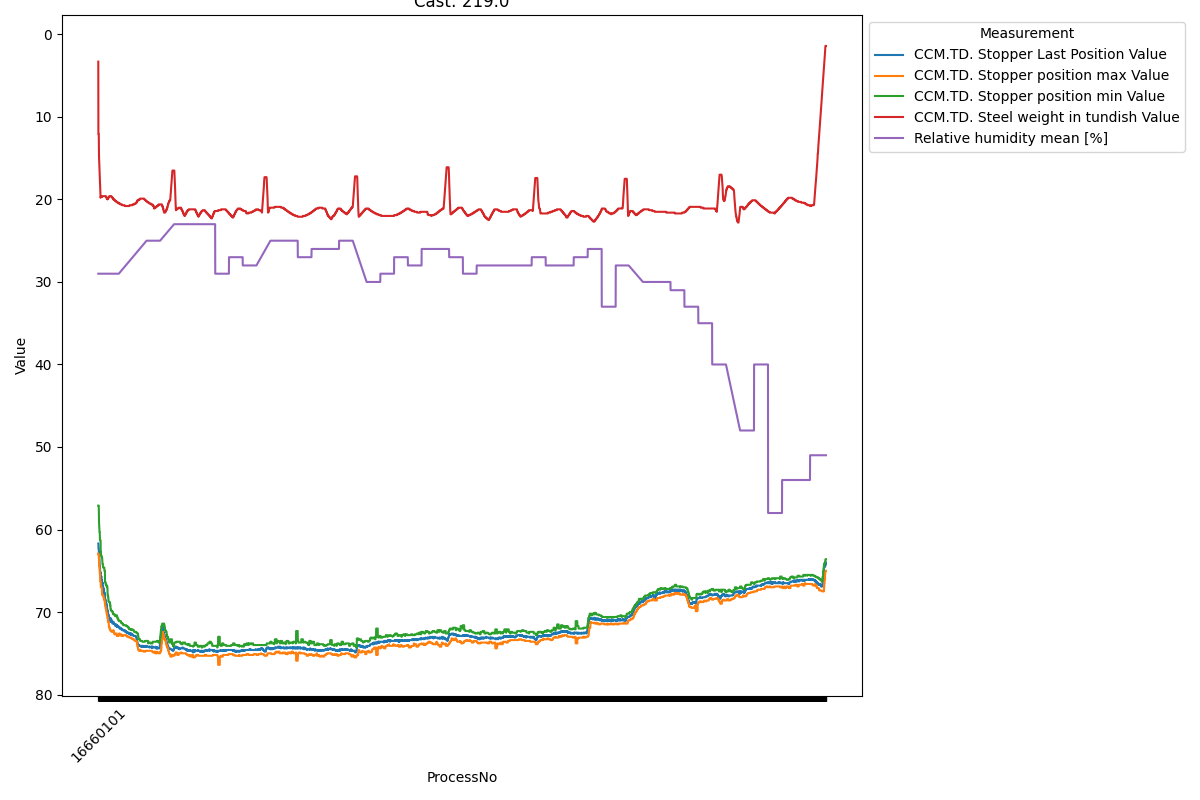 Cast: 219.0
Measurement
CCM.TD. Stopper Last Position Value
CCM.TD. Stopper position max Value
CCM.TD. Stopper position min Value
CCM.TD. Steel weight in tundish Value
Relative humidity mean [%]
0
10
20
30
40
50
60
70
80
Value
16660101
ProcessNo